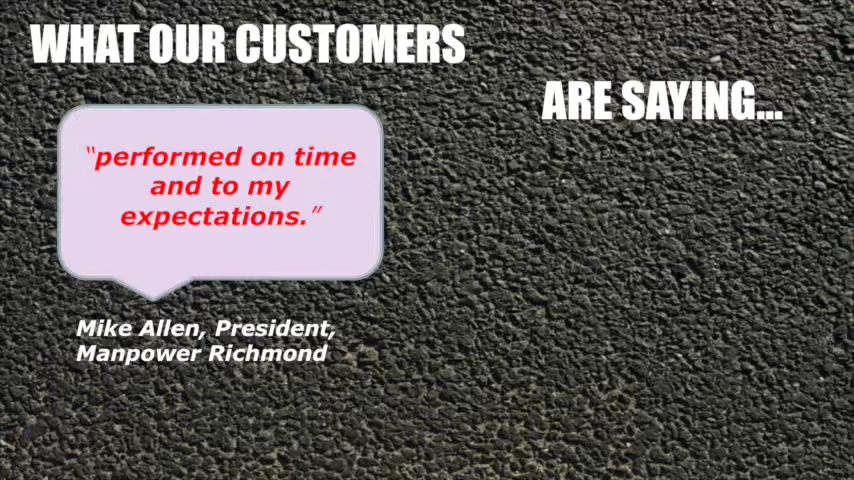 WHAT OUR CUSTOMERS
ARE SAYING...
“performed on time
and to my
expectations.”
Mike Allen, President,
Manpower Richmond